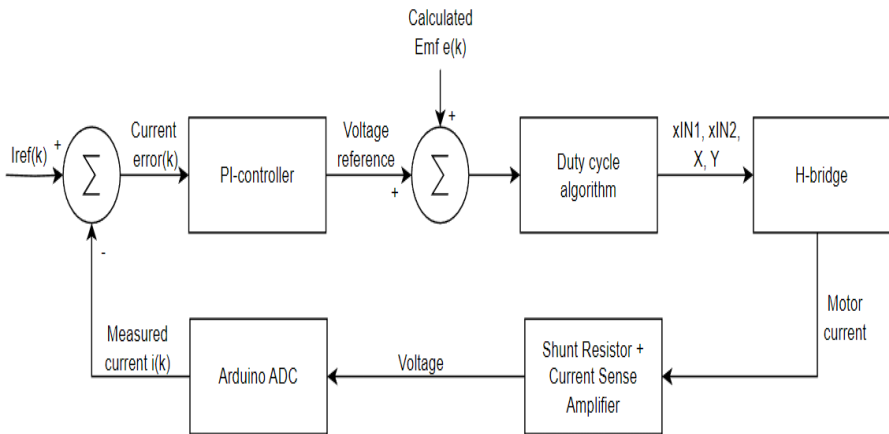 Calculated
Emf e(k)
+
Iref(k)
+
Σ
Current
error(k)
PI-controller
Voltage
reference
+
Σ
Duty cycle
algorithm
xIN1, xIN2,
X, Y
H-bridge
-
Measured
current i(k)
Arduino ADC
Voltage
Shunt Resistor +
Current Sense
Amplifier
Motor
current